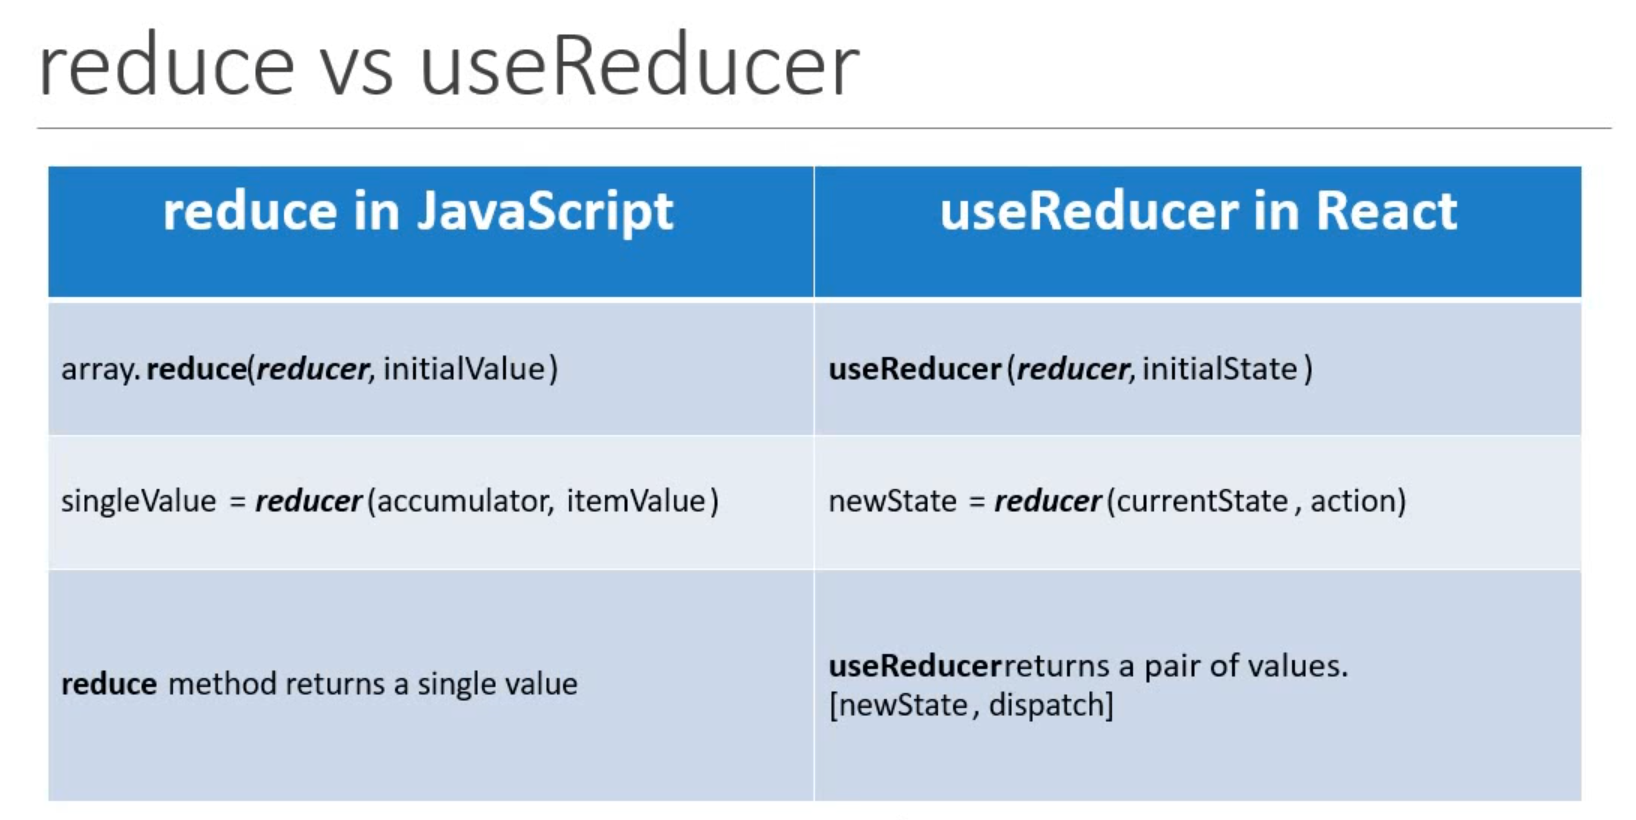 reduce vs useReducer
reduce in JavaScript
useReducer in React
array.reduce(reducer, initialValue)
useReducer(reducer, initialState)
singleValue = reducer(accumulator, itemValue)
newState = reducer(currentState, action)
reduce method returns a single value
useReducerreturns a pair of values.
[newState, dispatch]